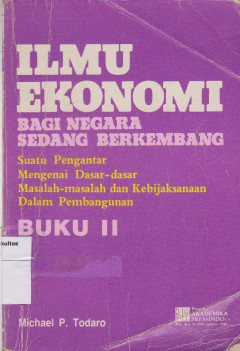 ILMU
EKONOMI
BAGI NEGARA
SEDANG BERKEMBANG
Suatu Pengantar
Mengenai Dasar-dasar
Masalah-masalah dan Kebijaksanaan
Dalam Pembangunan
BUKU II
kultas
Michael P. Todaro
AKADEMIKA
PRESSINDO